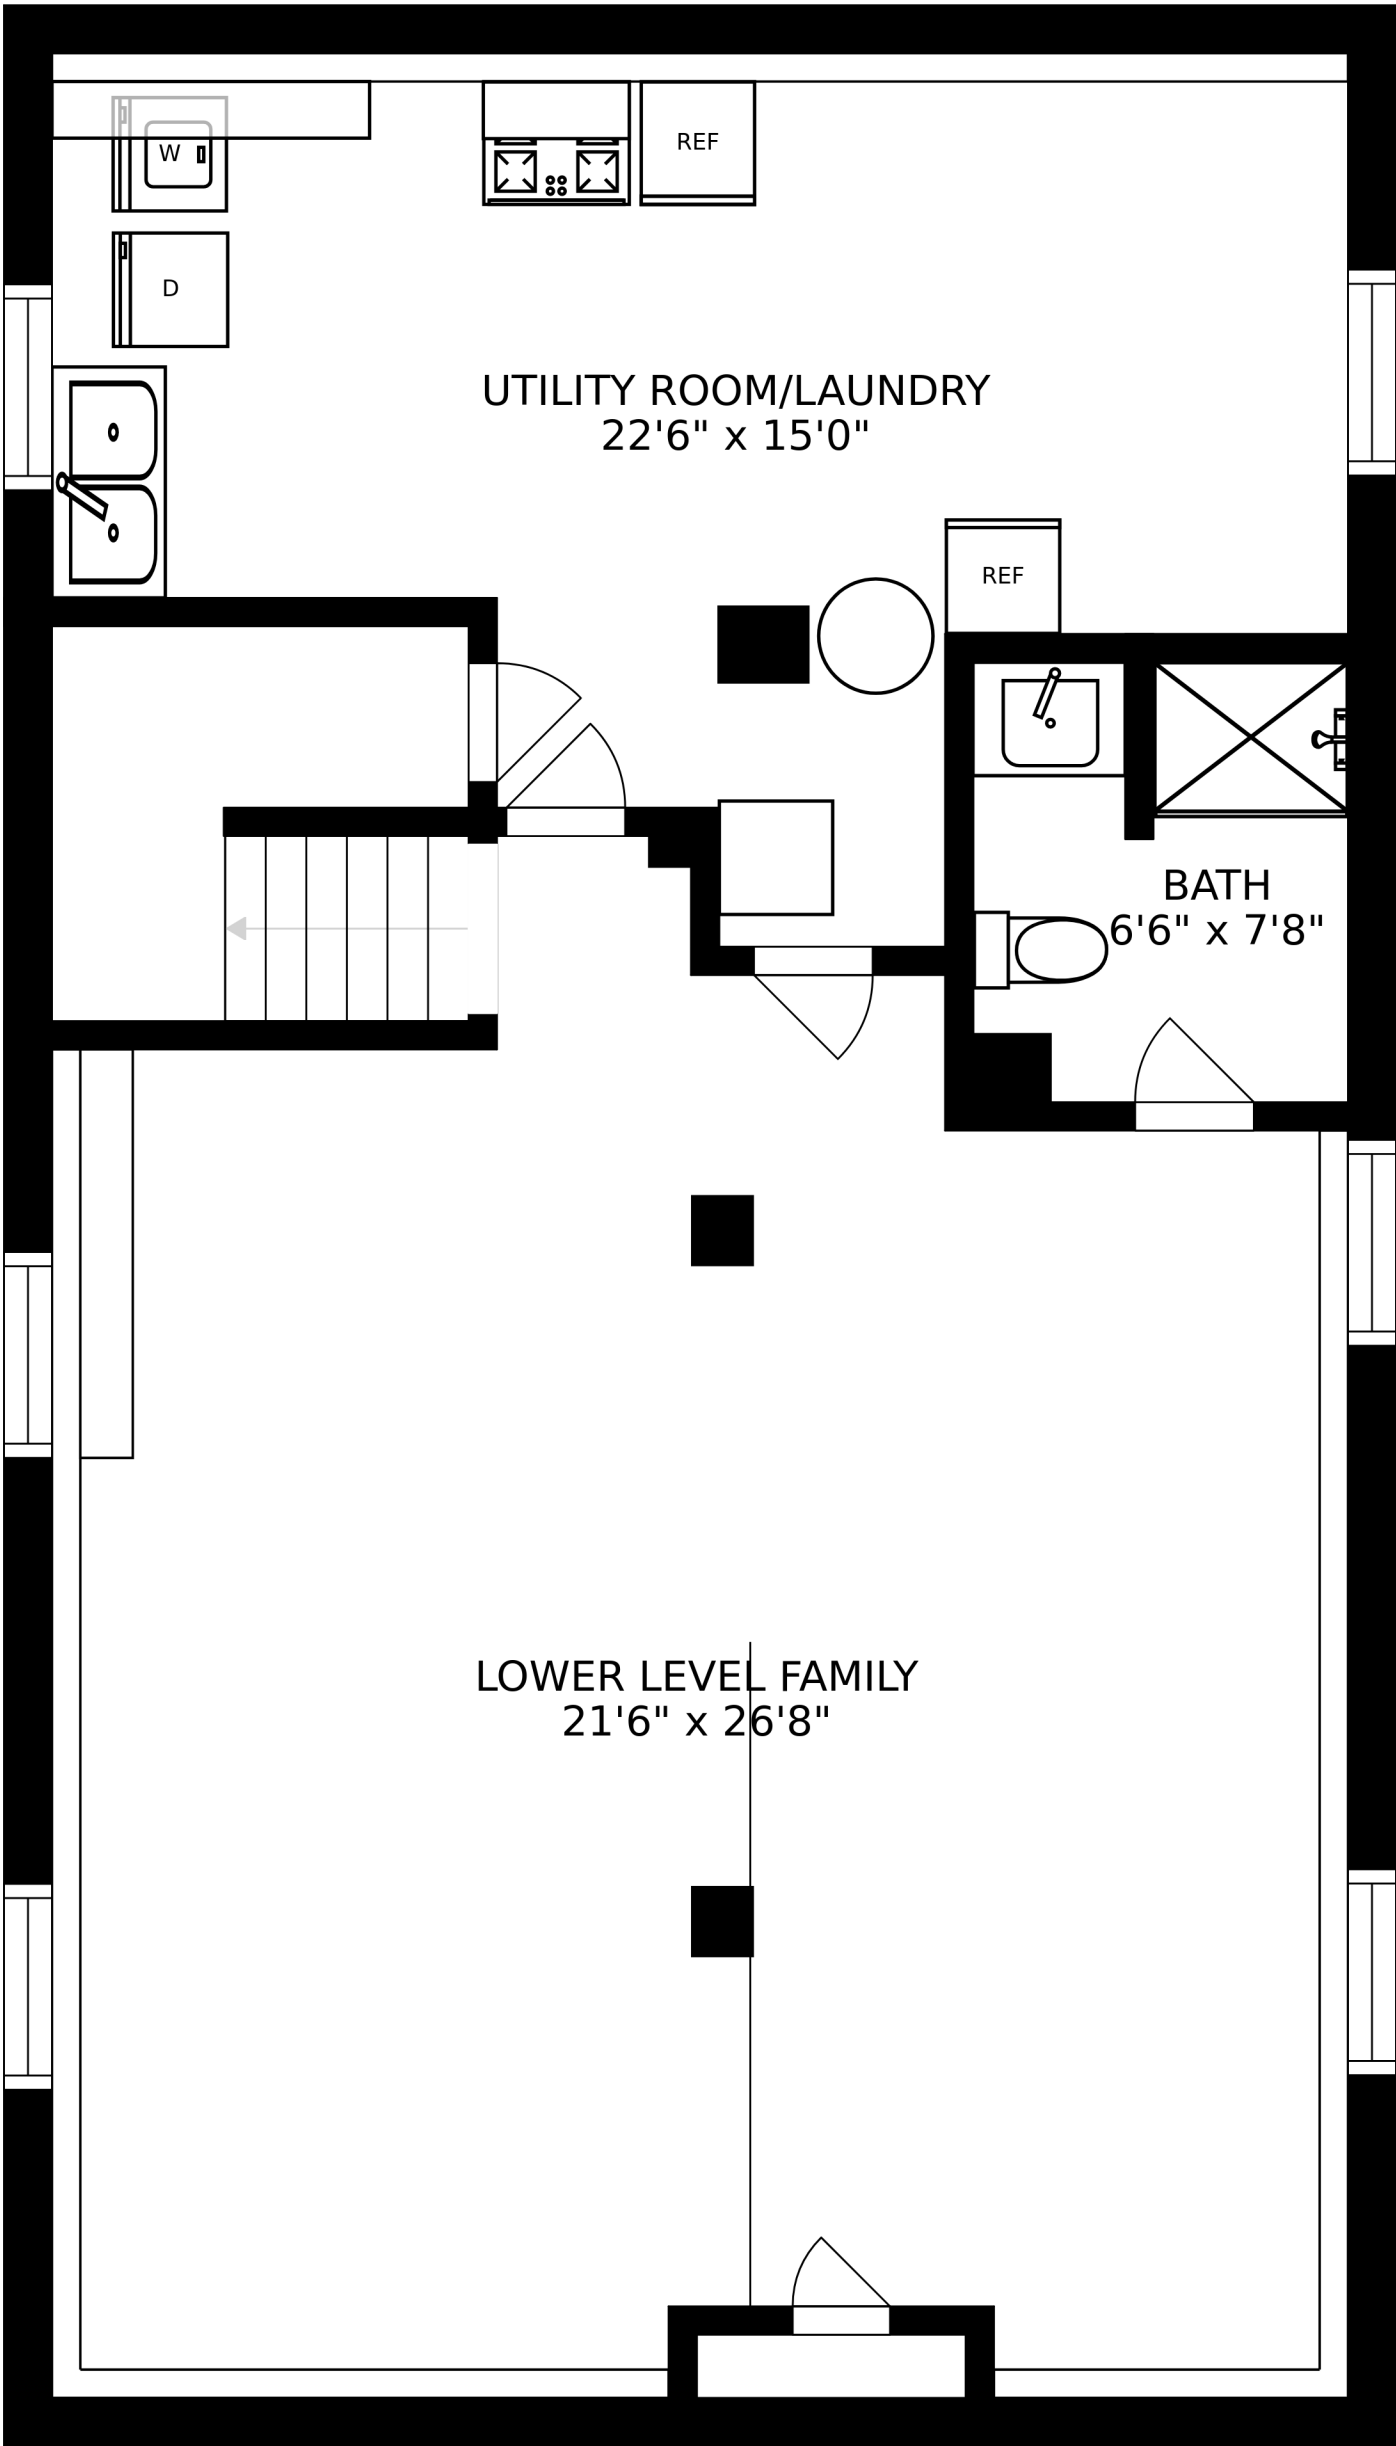 W
REF
D
UTILITY ROOM/LAUNDRY
22'6" x 15'0"
REF
BATH
6'6" x 7'8"
LOWER LEVEL FAMILY
21'6" x 26'8"